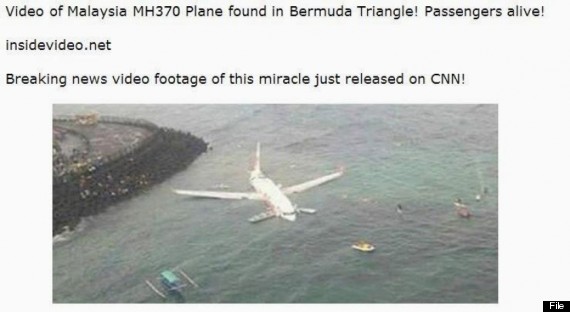 Video of Malaysia MH370 Plane found in Bermuda Triangle! Passengers alive!
insidevideo.net
Breaking news video footage of this miracle just released on CNN!
File